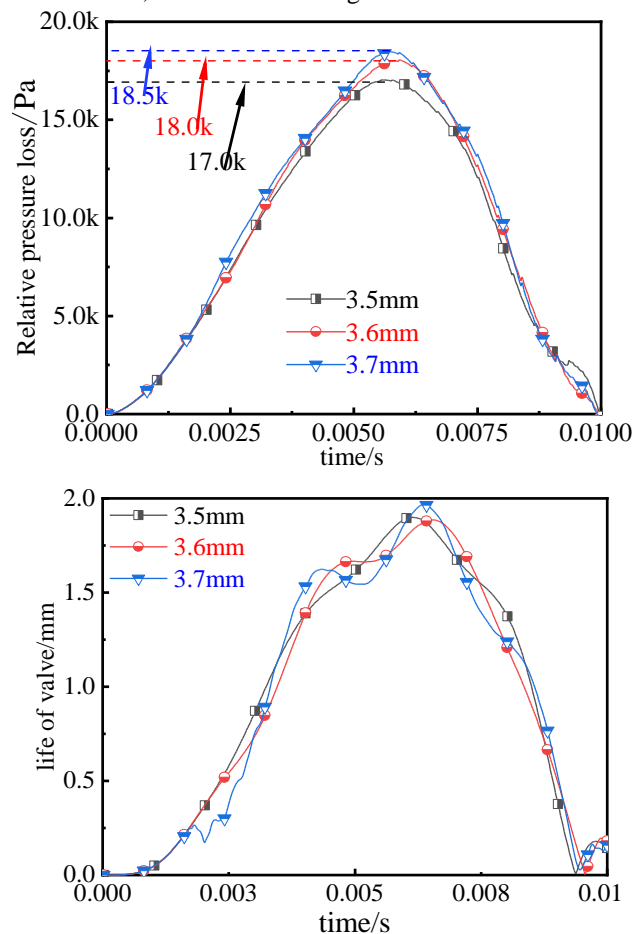 20.0k
15.0k
10.0k
5.0k
0.0
Relative pressure loss/Pa
18.5k
18.0k
17.0k
3.5mm
3.6mm
3.7mm
0.0000 0.0025 0.0050 0.0075 0.0100
time/s
2.0
1.5
1.0
0.5
0.0
life of valve/mm
3.5mm
3.6mm
3.7mm
0.000 0.003 0.005 0.008 0.01
time/s